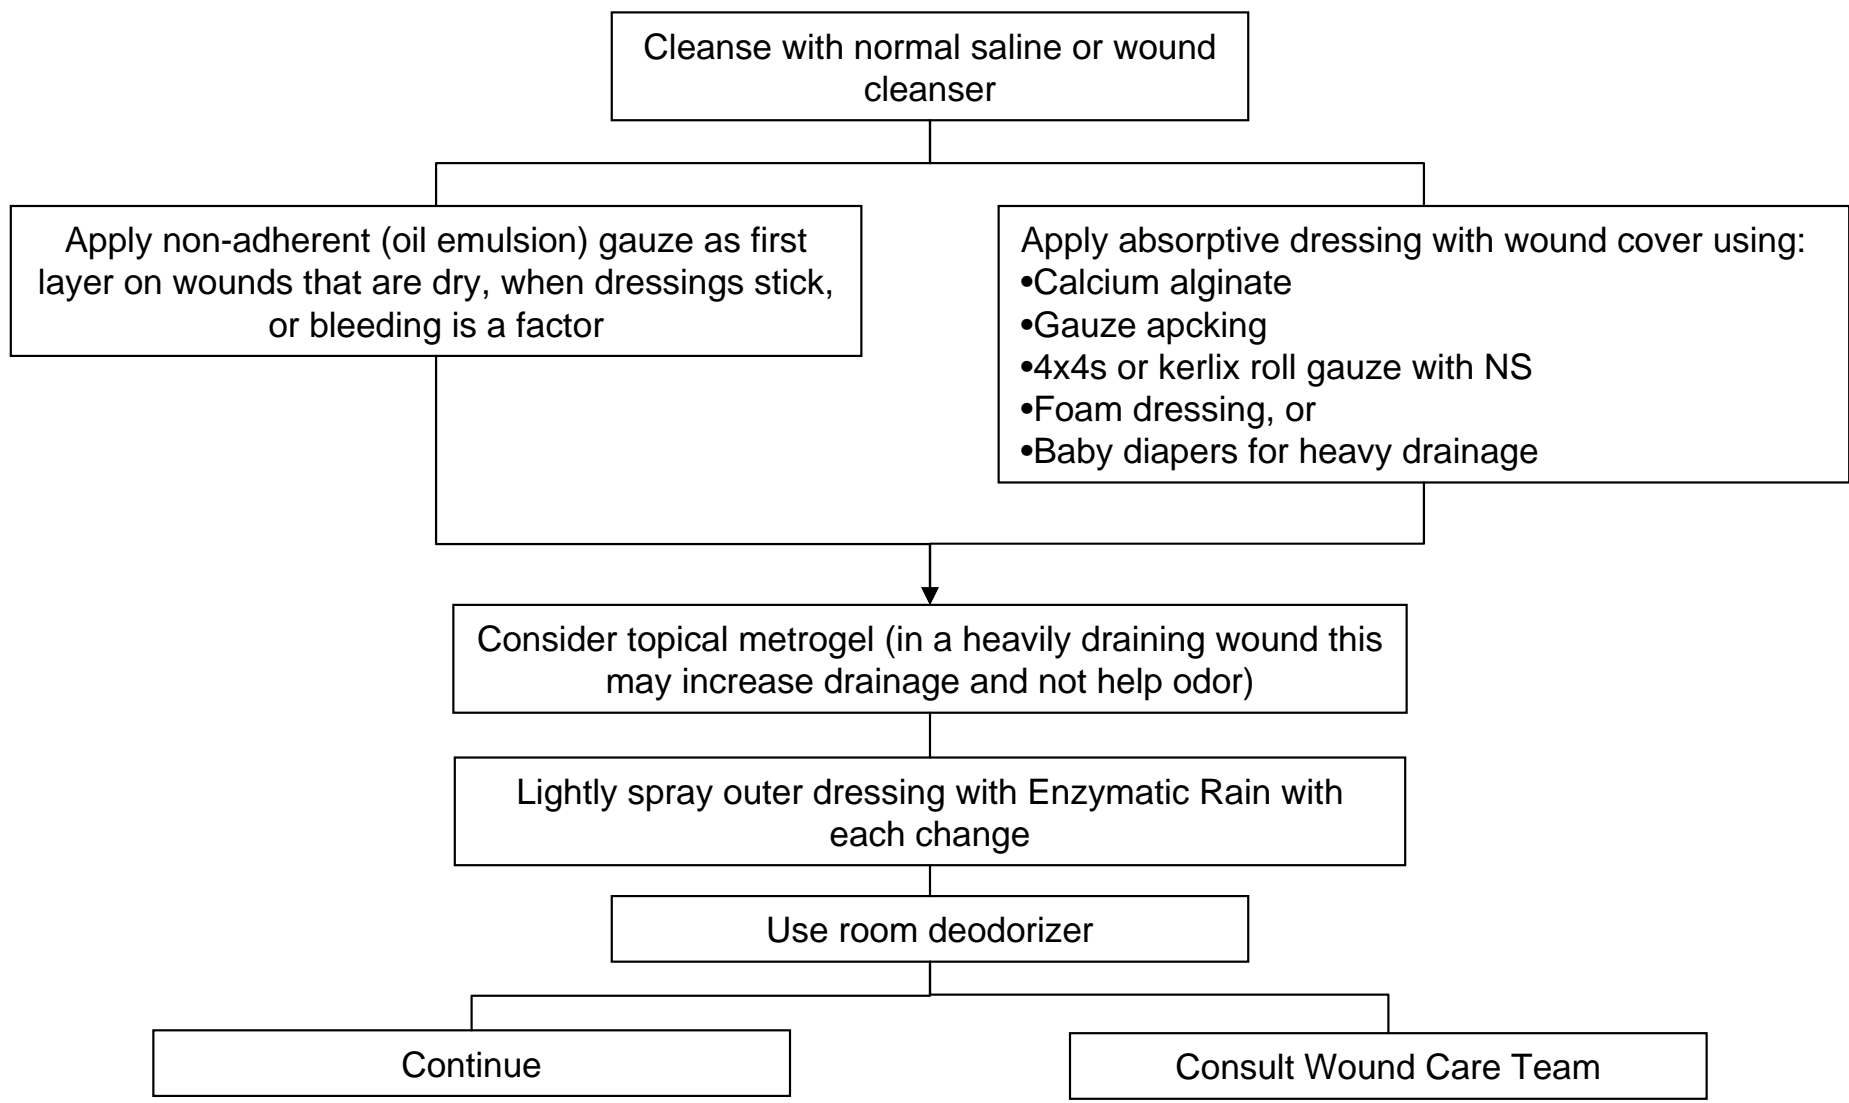 Cleanse with normal saline or wound
cleanser
Apply non-adherent (oil emulsion) gauze as first
layer on wounds that are dry, when dressings stick,
or bleeding is a factor
Apply absorptive dressing with wound cover using:
•Calcium alginate
•Gauze apcking
•4x4s or kerlix roll gauze with NS
•Foam dressing, or
•Baby diapers for heavy drainage
Consider topical metrogel (in a heavily draining wound this
may increase drainage and not help odor)
Lightly spray outer dressing with Enzymatic Rain with
each change
Use room deodorizer
Continue
Consult Wound Care Team